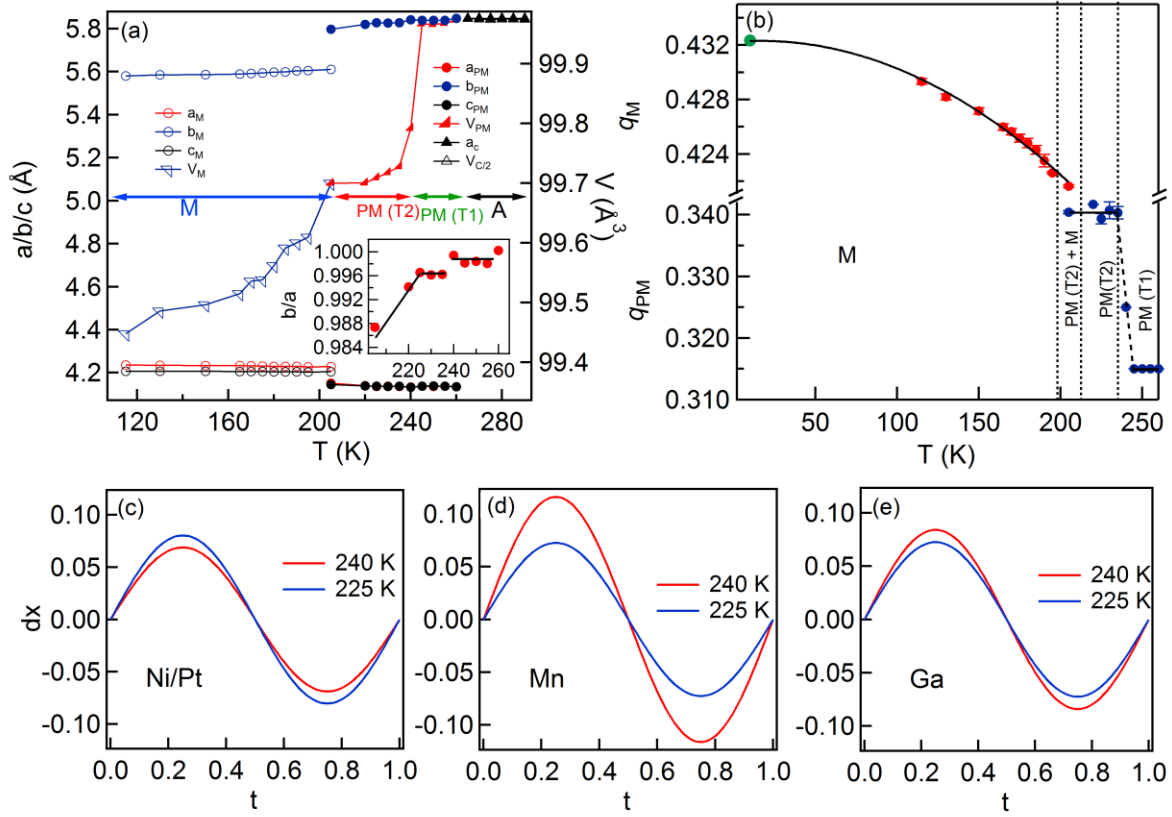 (a)
5.8
5.6
5.4
5.2
5.0
4.8
4.6
4.4
4.2
a/b/c (Å)
a_M
b_M
c_M
V_M
a_PM
b_PM
c_PM
V_PM
a_c
V_C/2
M
PM (T2)
PM (T1)
A
99.9
99.8
99.7
99.6
99.5
99.4
V (Å³)
1.000
0.996
0.992
0.988
0.984
b/a
220 240 260
120 160 200 240 280
T (K)
(b)
0.432
0.428
0.424
q_M
0.340
0.330
0.320
0.310
q_PM
M
PM (T2) + M
PM(T2)
PM (T1)
50 100 150 200 250
T (K)
(c)
0.10
0.05
0.00
-0.05
-0.10
dx
240 K
225 K
Ni/Pt
0.0 0.2 0.4 0.6 0.8 1.0
t
(d)
0.10
0.05
0.00
-0.05
-0.10
240 K
225 K
Mn
0.0 0.2 0.4 0.6 0.8 1.0
t
(e)
0.10
0.05
0.00
-0.05
-0.10
240 K
225 K
Ga
0.0 0.2 0.4 0.6 0.8 1.0
t